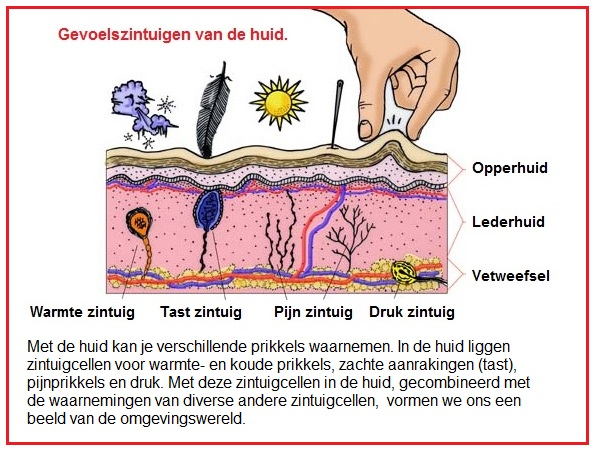 Gevoelszintuigen van de huid.
Opperhuid
Lederhuid
Vetweefsel
Warmte zintuig
Tast zintuig
Pijn zintuig
Druk zintuig
Met de huid kan je verschillende prikkels waarnemen. In de huid liggen
zintuigcellen voor warmte- en koude prikkels, zachte aanrakingen (tast),
pijnprikkels en druk. Met deze zintuigcellen in de huid, gecombineerd met
de waarnemingen van diverse andere zintuigcellen, vormen we ons een
beeld van de omgevingswereld.